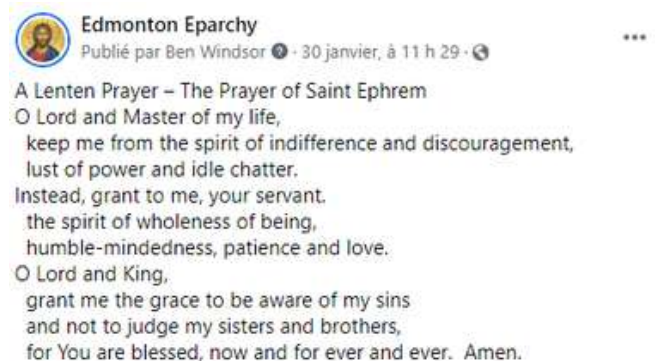 Edmonton Eparchy
Publié par Ben Windsor · 30 janvier, à 11 h 29 ·
A Lenten Prayer – The Prayer of Saint Ephrem
O Lord and Master of my life,
keep me from the spirit of indifference and discouragement,
lust of power and idle chatter.
Instead, grant to me, your servant.
the spirit of wholeness of being,
humble-mindedness, patience and love.
O Lord and King,
grant me the grace to be aware of my sins
and not to judge my sisters and brothers,
for You are blessed, now and for ever and ever. Amen.